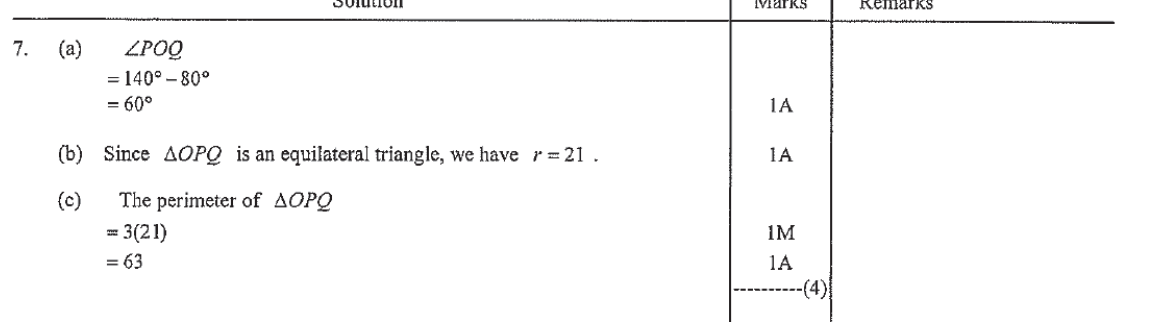 Solution Marks Remarks
7. (a) ∠POQ
= 140° – 80°
= 60° 1A
(b) Since ΔOPQ is an equilateral triangle, we have r = 21 . 1A
(c) The perimeter of ΔOPQ
= 3(21) 1M
= 63 1A
----------(4)